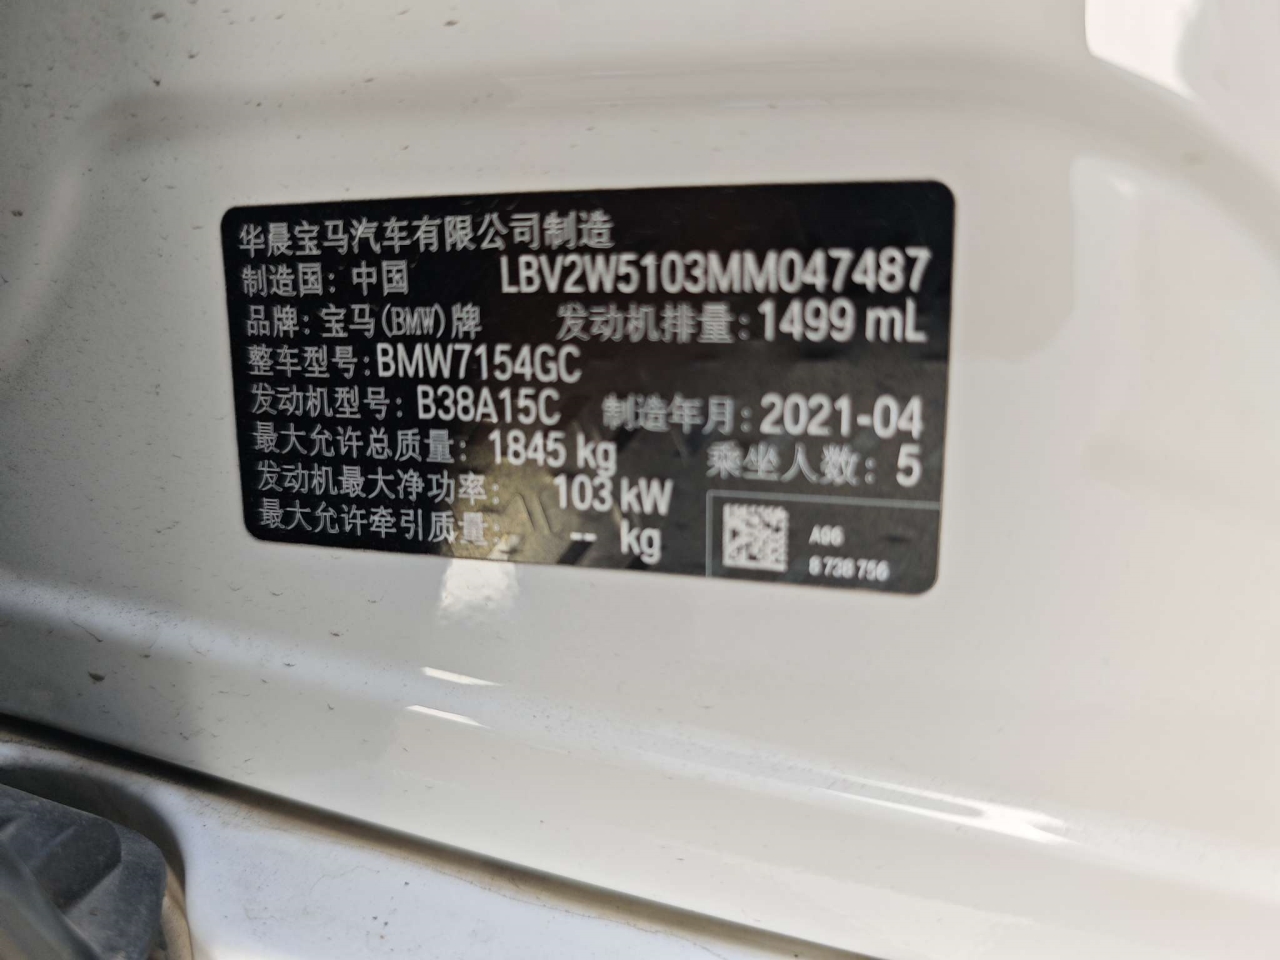 华晨宝马汽车有限公司制造
制造国: 中国 LBV2W5103MM047487
品牌: 宝马(BMW)牌 发动机排量: 1499 mL
整车型号: BMW7154GC
发动机型号: B38A15C 制造年月: 2021-04
最大允许总质量: 1845 kg 乘坐人数: 5
发动机最大净功率: 103 kW
最大允许牵引质量: -- kg
A06
8 738 756